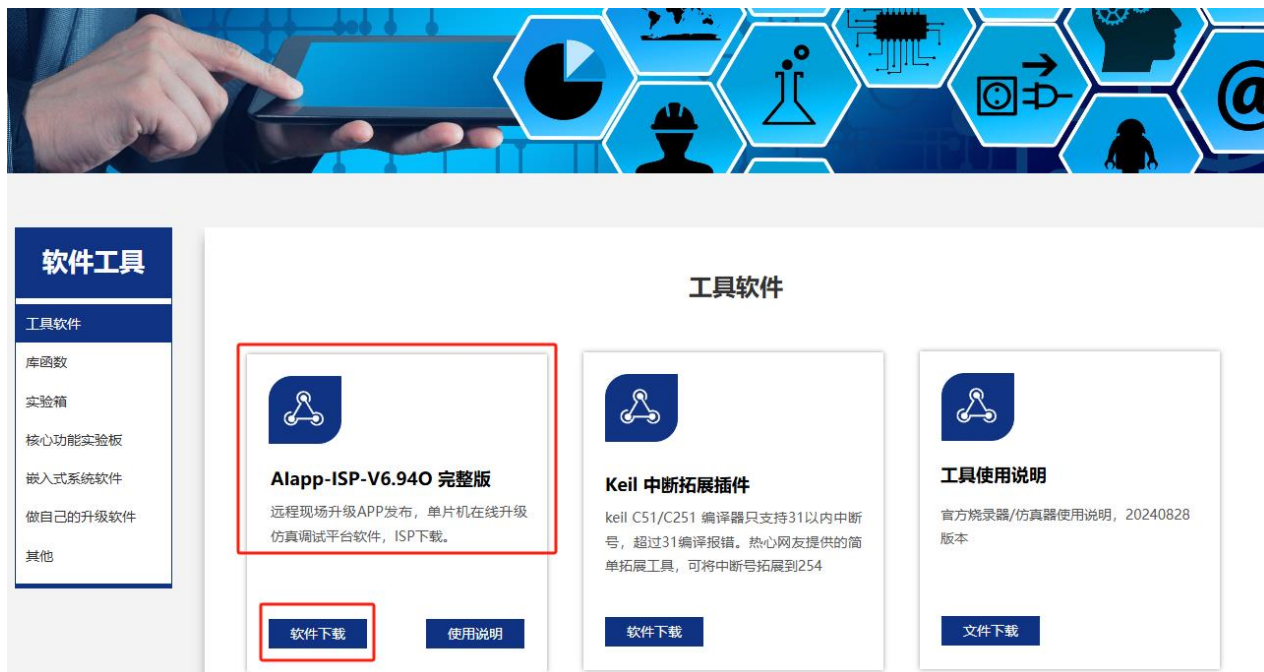 @
软件工具
工具软件
库函数
实验箱
核心功能实验板
嵌入式系统软件
做自己的升级软件
其他
工具软件
AIapp-ISP-V6.94O 完整版
远程现场升级APP发布，单片机在线升级
仿真调试平台软件，ISP下载。
软件下载
使用说明
Keil 中断拓展插件
keil C51/C251 编译器只支持31以内中断
号，超过31编译报错。热心网友提供的简
单拓展工具，可将中断号拓展到254
软件下载
工具使用说明
官方烧录器/仿真器使用说明，20240828
版本
文件下载